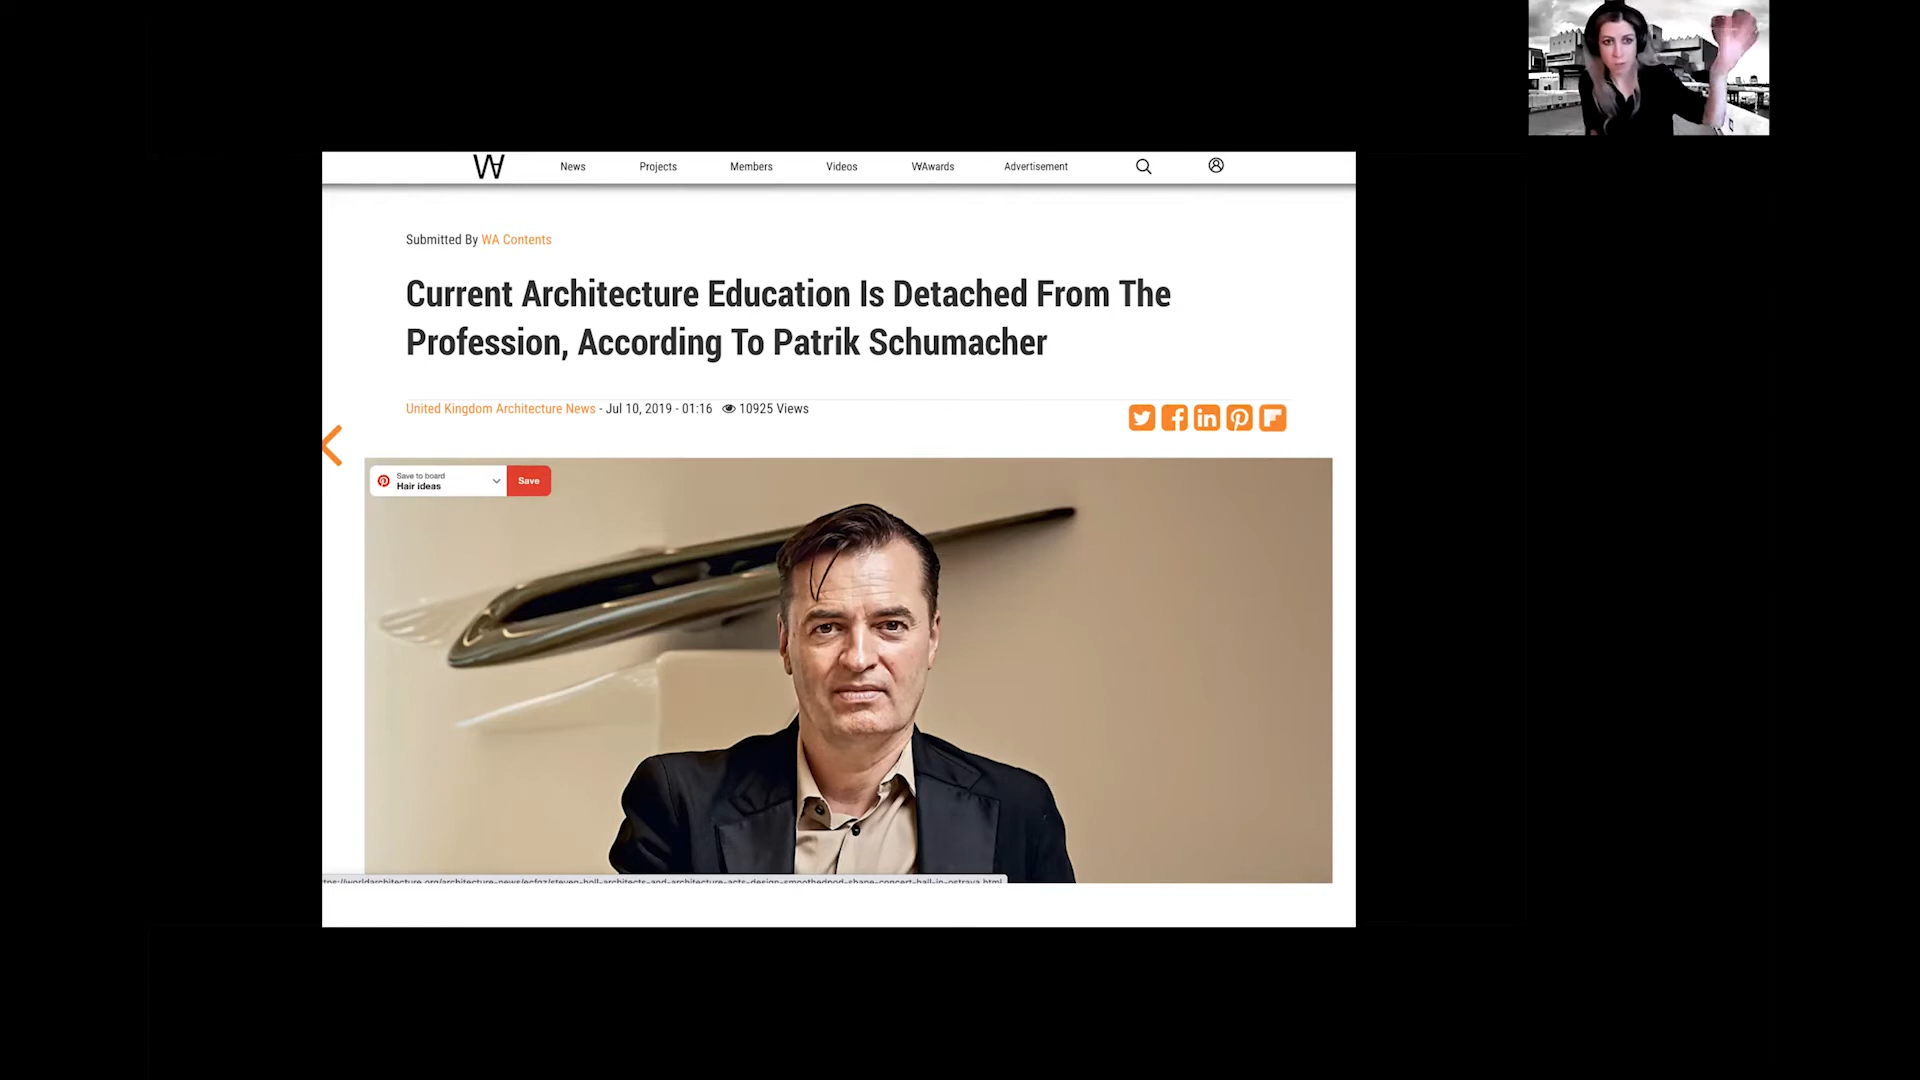 News Projects Members Videos WAwards Advertisement
Submitted By WA Contents
Current Architecture Education Is Detached From The
Profession, According To Patrik Schumacher
United Kingdom Architecture News - Jul 10, 2019 - 01:16 10925 Views
Save to board
Hair ideas
Save